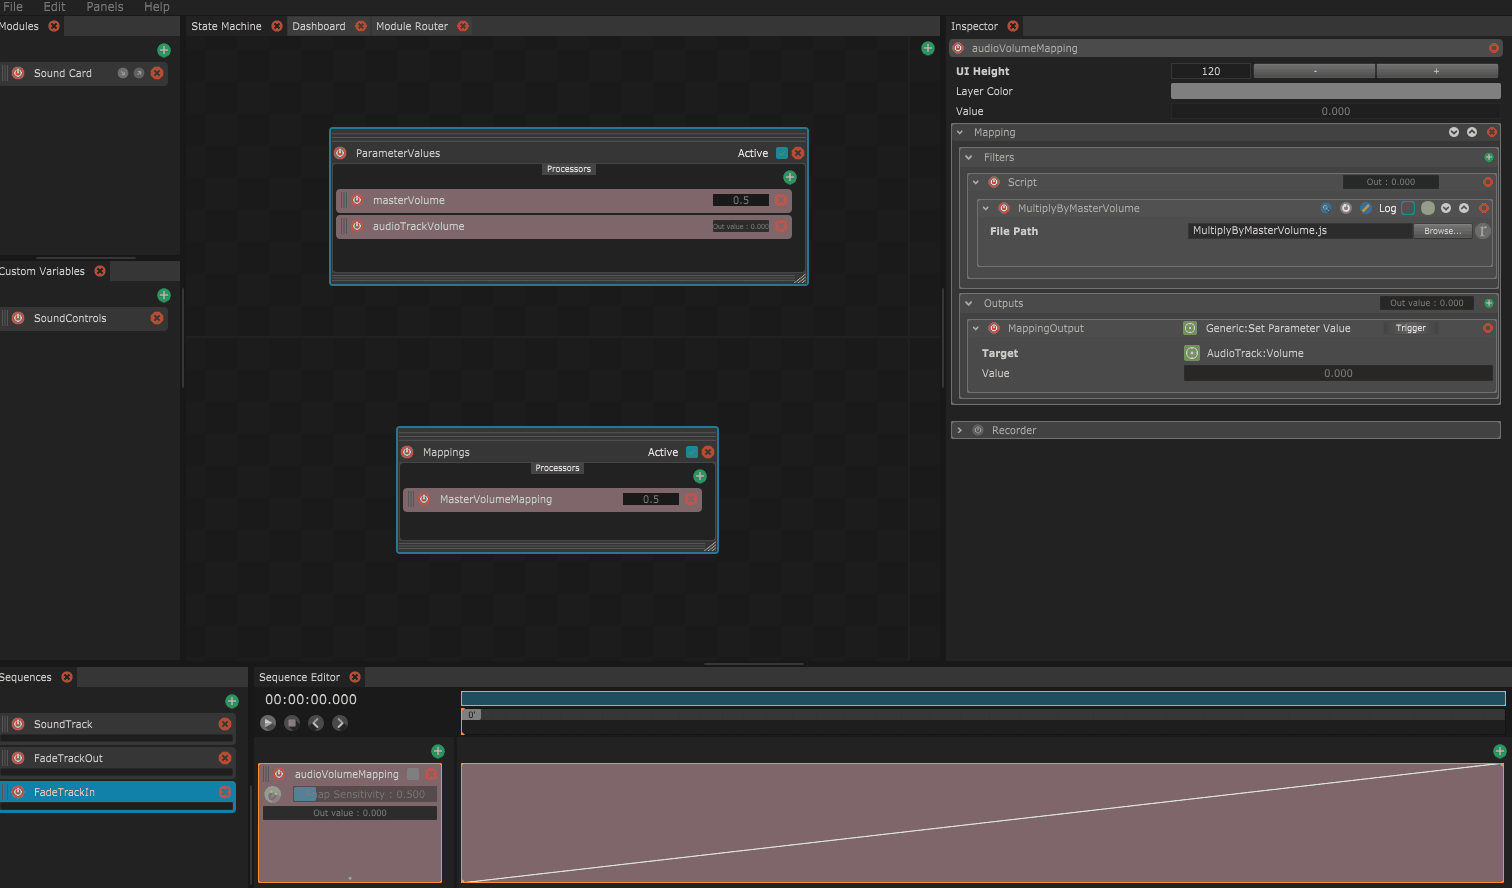 File Edit Panels Help
Modules
State Machine Dashboard Module Router
Inspector
Sound Card
audioVolumeMapping
UI Height 120 - +
Layer Color
Value 0.000
Mapping
Filters
Script Out : 0.000
MultiplyByMasterVolume Log
File Path MultiplyByMasterVolume.js Browse...
Outputs Out value : 0.000
MappingOutput Generic:Set Parameter Value Trigger
Target AudioTrack:Volume
Value 0.000
Recorder
ParameterValues Active
Processors
masterVolume 0.5
audioTrackVolume Out value : 0.000
Custom Variables
SoundControls
Mappings Active
Processors
MasterVolumeMapping 0.5
Sequences
SoundTrack
FadeTrackOut
FadeTrackIn
Sequence Editor
00:00:00.000
0'
audioVolumeMapping
Snap Sensitivity : 0.500
Out value : 0.000